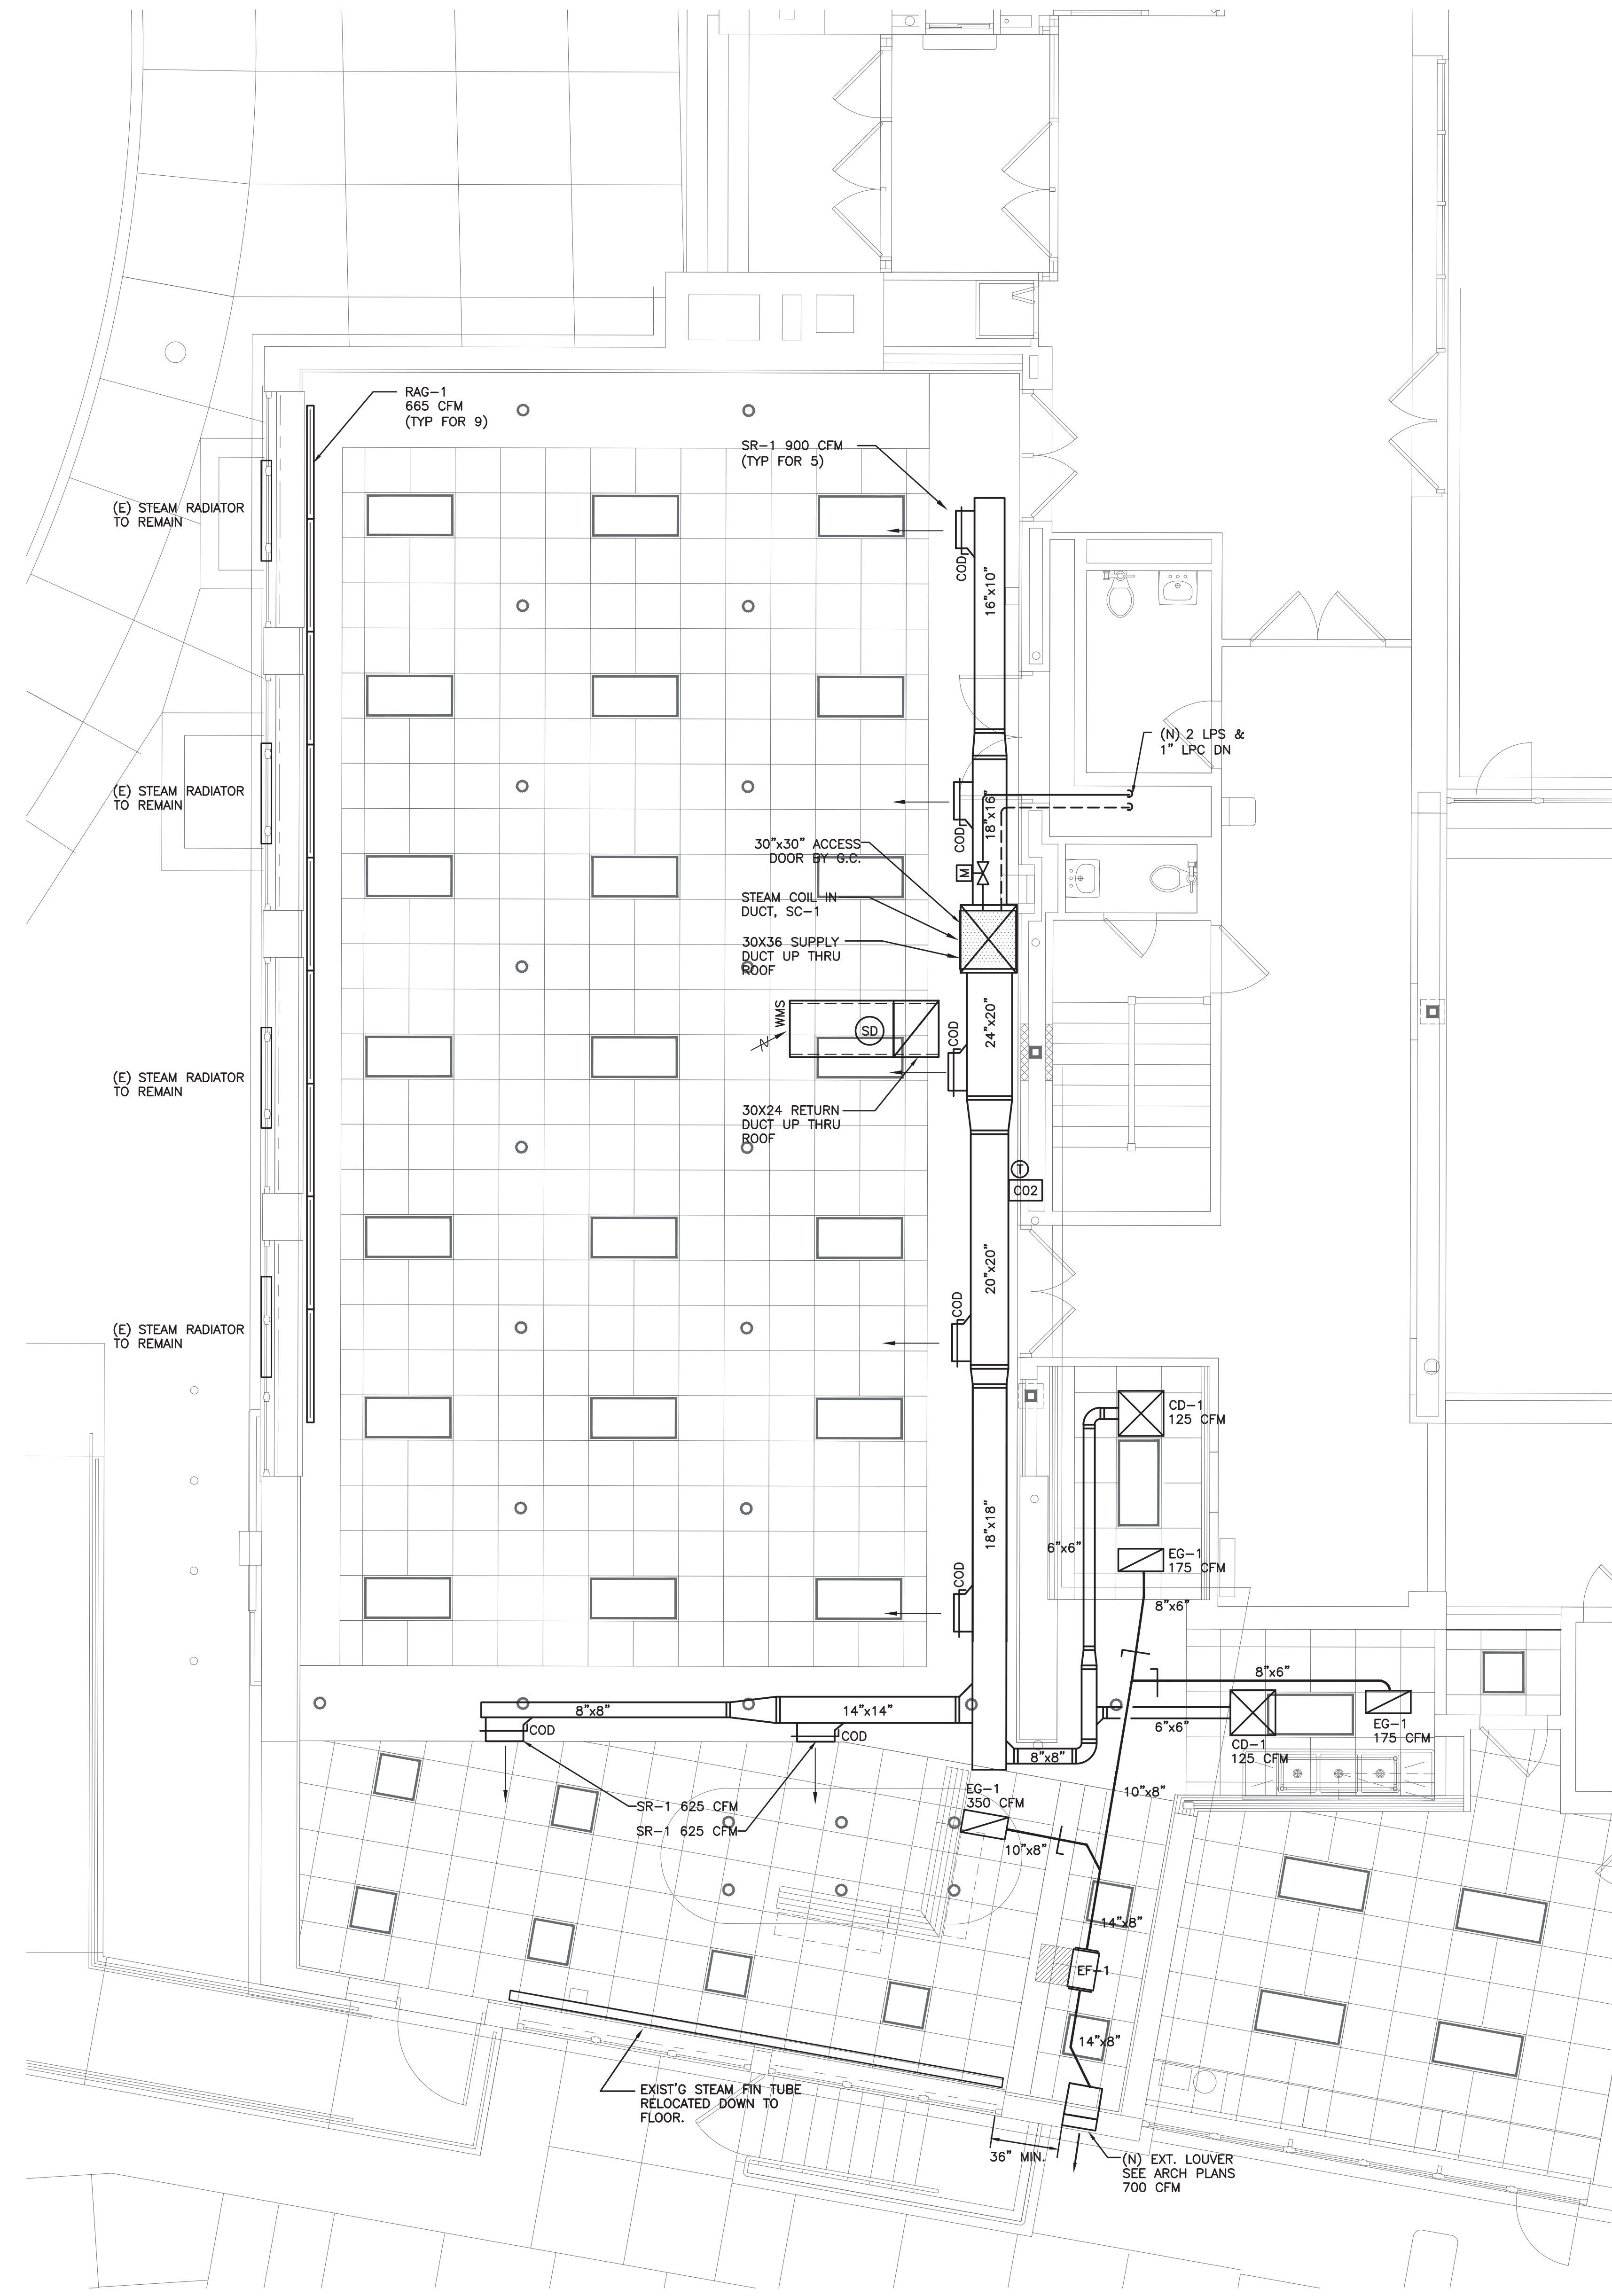 RAG-1
665 CFM
(TYP FOR 9)
SR-1 900 CFM
(TYP FOR 5)
(E) STEAM RADIATOR
TO REMAIN
COD
16"x10"
(N) 2 LPS &
1" LPC DN
(E) STEAM RADIATOR
TO REMAIN
18"x16"
COD
30"x30" ACCESS
DOOR BY G.C.
M
STEAM COIL IN
DUCT, SC-1
30X36 SUPPLY
DUCT UP THRU
ROOF
WMS
SD
COD
24"x20"
(E) STEAM RADIATOR
TO REMAIN
30X24 RETURN
DUCT UP THRU
ROOF
T
CO2
20"x20"
COD
(E) STEAM RADIATOR
TO REMAIN
CD-1
125 CFM
18"x18"
6"x6"
EG-1
175 CFM
COD
8"x6"
8"x6"
8"x8"
14"x14"
COD
COD
6"x6"
EG-1
175 CFM
CD-1
125 CFM
8"x8"
EG-1
350 CFM
10"x8"
SR-1 625 CFM
SR-1 625 CFM
10"x8"
14"x8"
EF-1
14"x8"
EXIST'G STEAM FIN TUBE
RELOCATED DOWN TO
FLOOR.
36" MIN.
(N) EXT. LOUVER
SEE ARCH PLANS
700 CFM